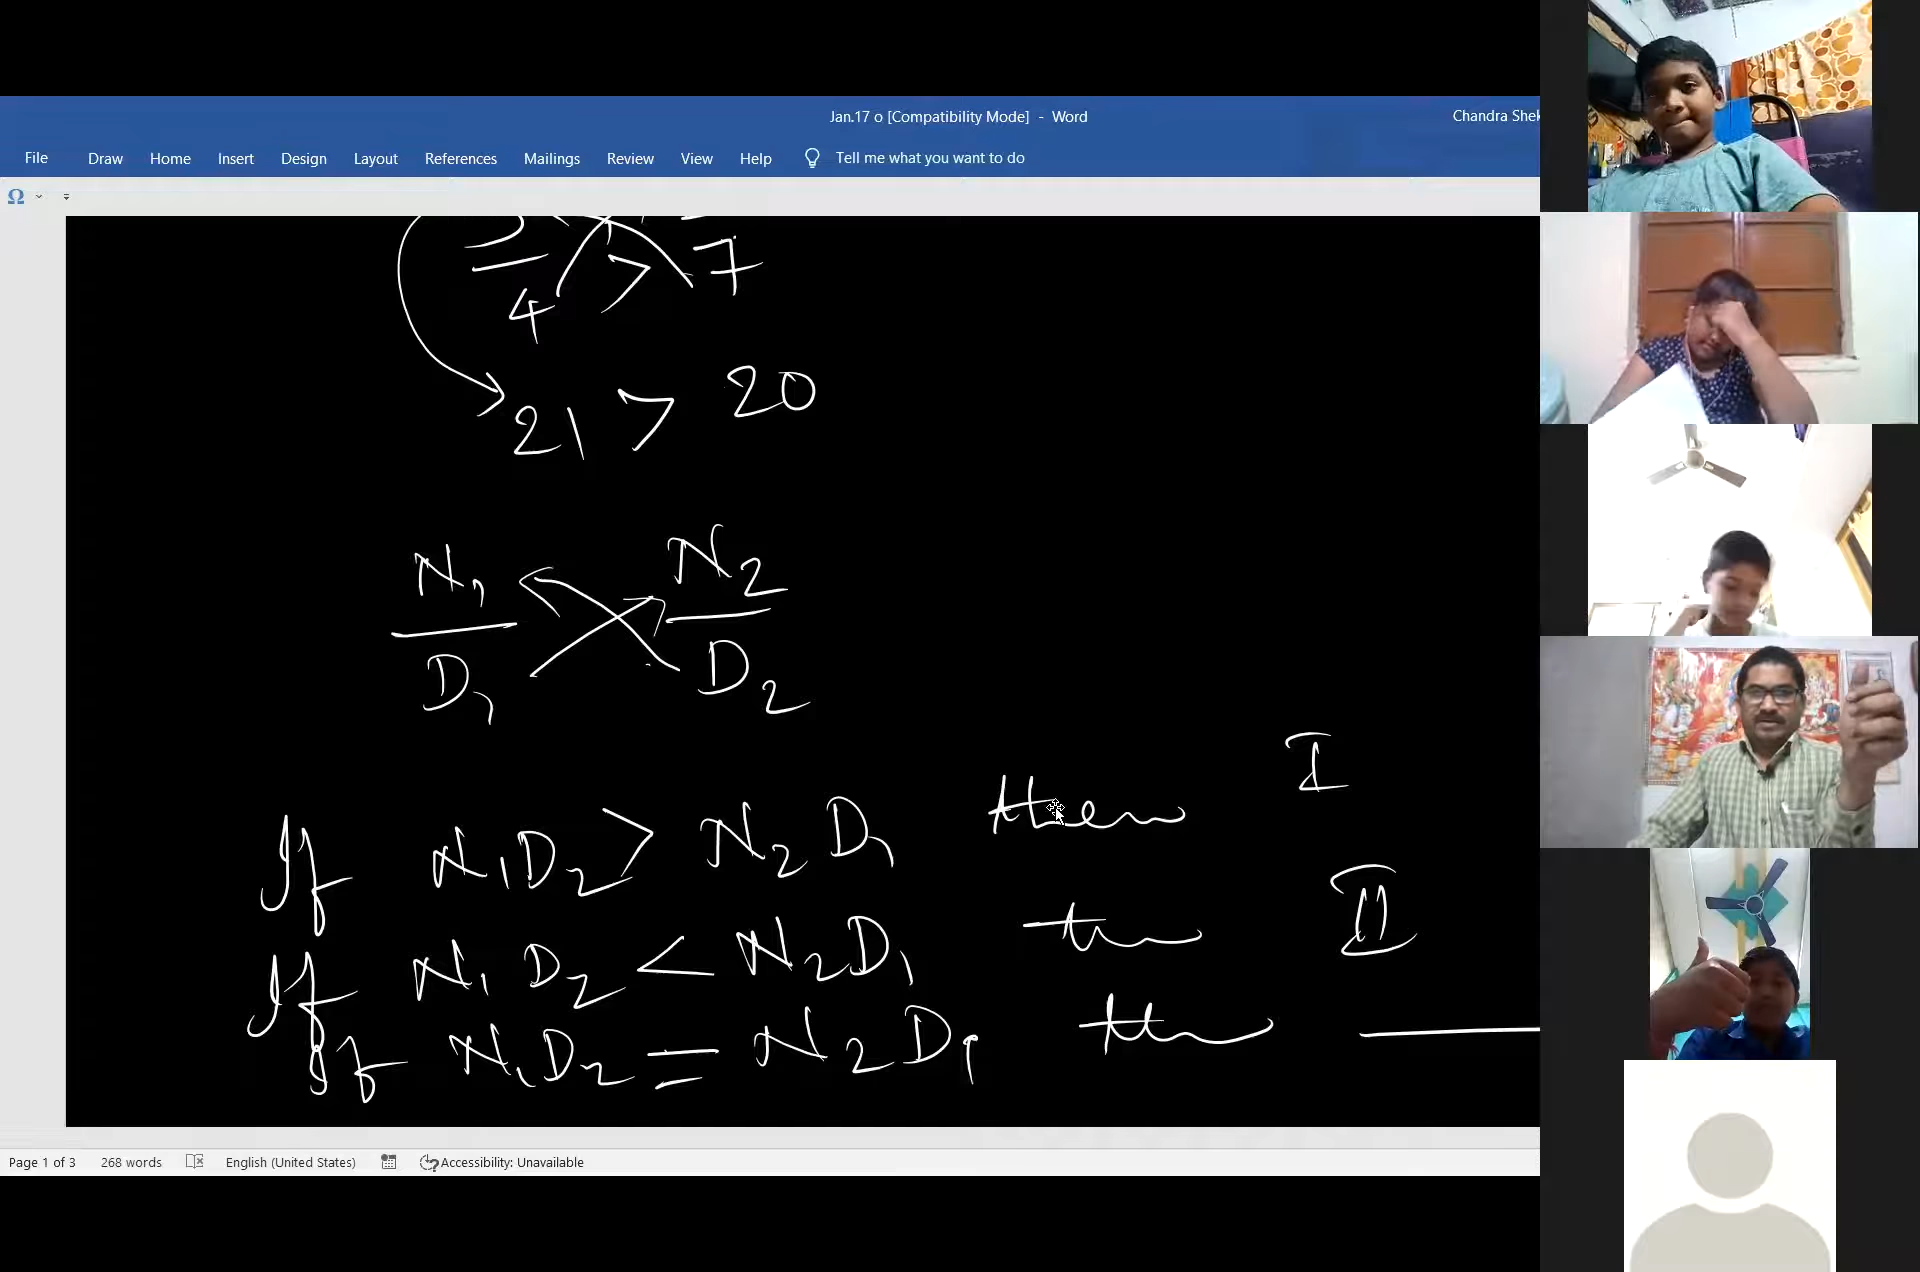 Jan.17 o [Compatibility Mode] - Word
Chandra Shek
File Draw Home Insert Design Layout References Mailings Review View Help Tell me what you want to do
Ω
> 7
4
21 > 20
N1 N2
D1 D2
If N1D2 > N2D1 then I
If N1D2 < N2D1 th II
If N1D2 = N2D1 th
Page 1 of 3 268 words English (United States) Accessibility: Unavailable